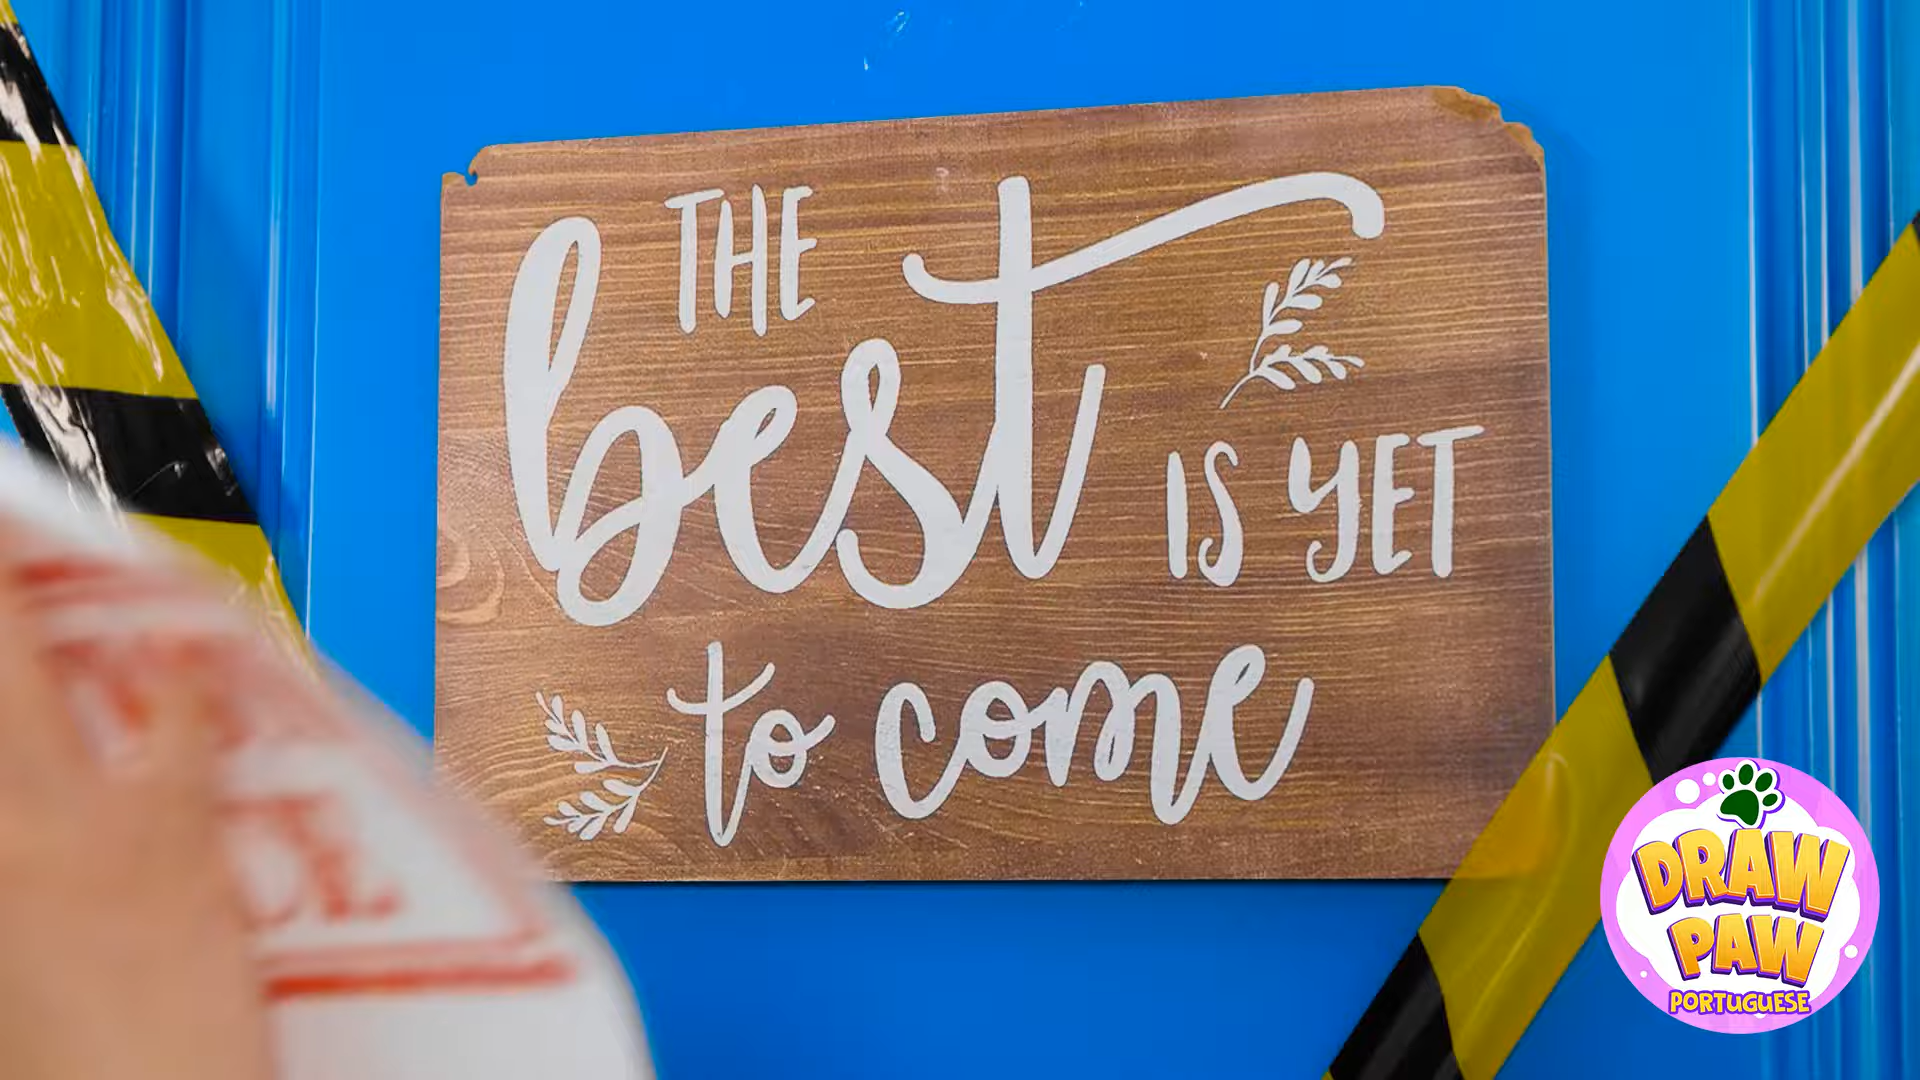 THE
best
IS YET
to come
DRAW
PAW
PORTUGUESE